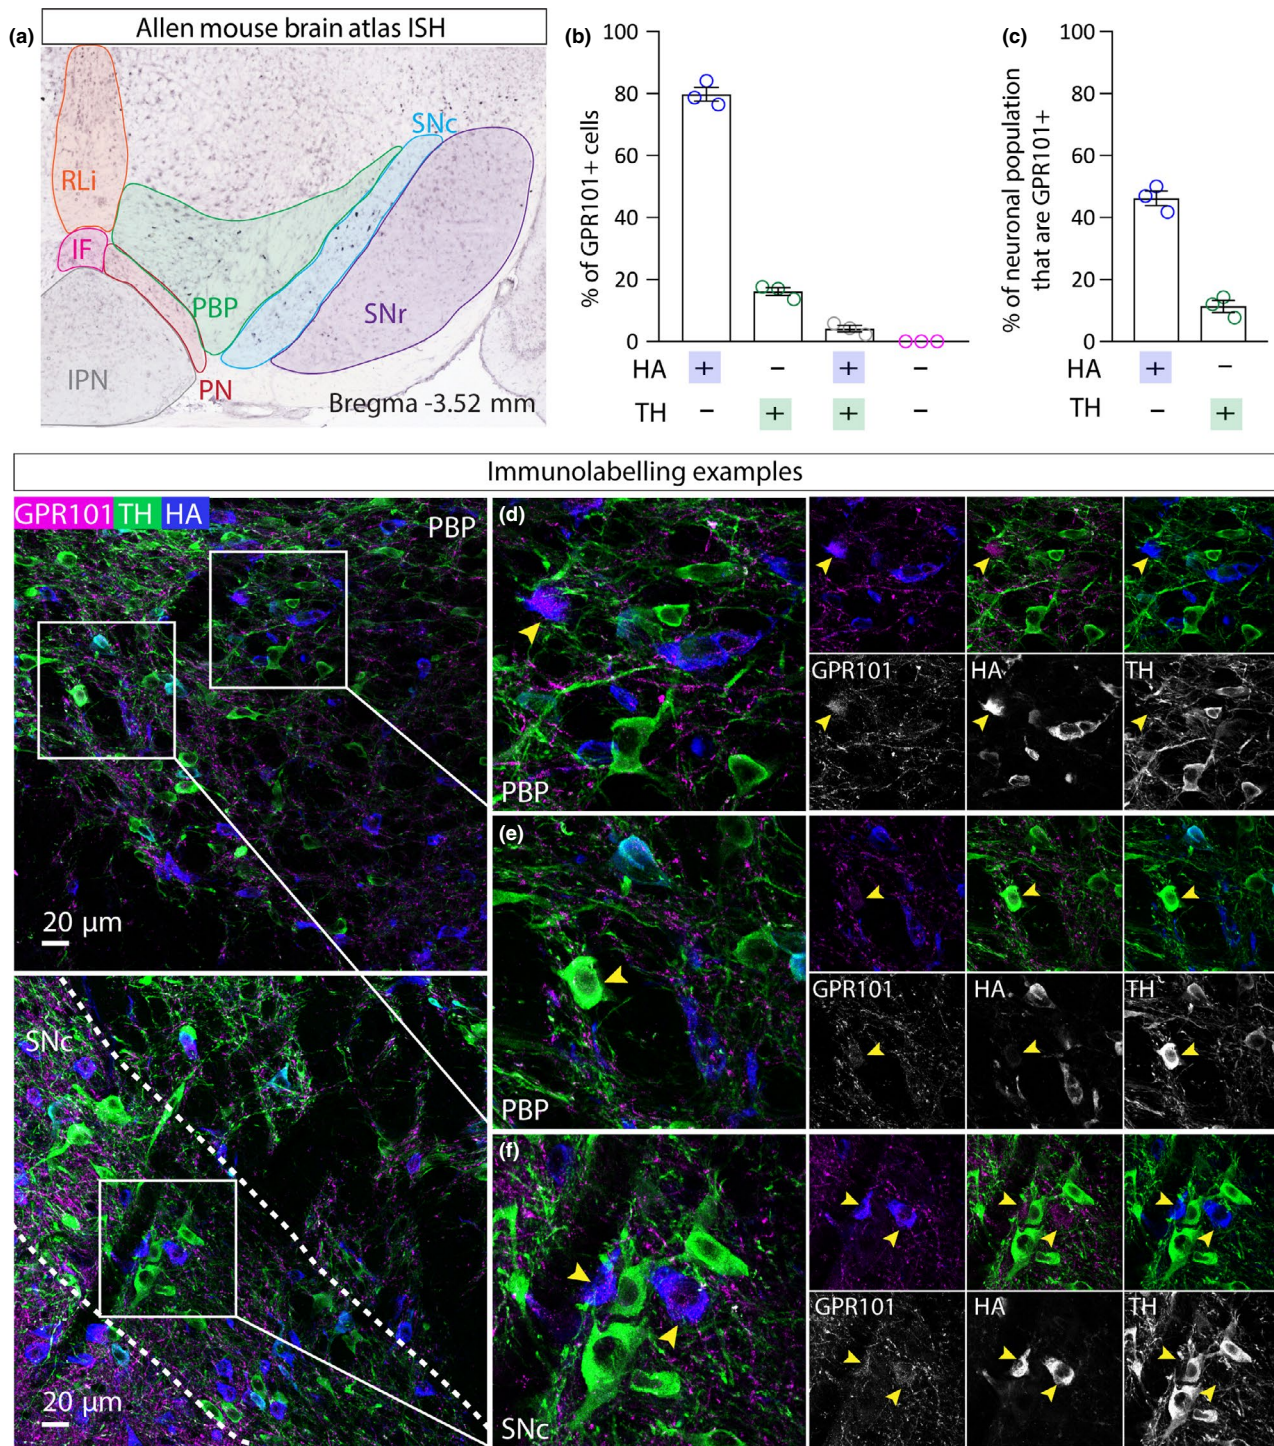 (a)
Allen mouse brain atlas ISH
RLi
IF
IPN
PN
PBP
SNc
SNr
Bregma -3.52 mm
(b)
% of GPR101+ cells
100
80
60
40
20
0
HA + – + –
TH – + + –
(c)
% of neuronal population
that are GPR101+
100
80
60
40
20
0
HA + –
TH – +
Immunolabelling examples
GPR101 TH HA
PBP
20 µm
SNc
20 µm
(d)
PBP
GPR101 HA TH
(e)
PBP
GPR101 HA TH
(f)
SNc
GPR101 HA TH